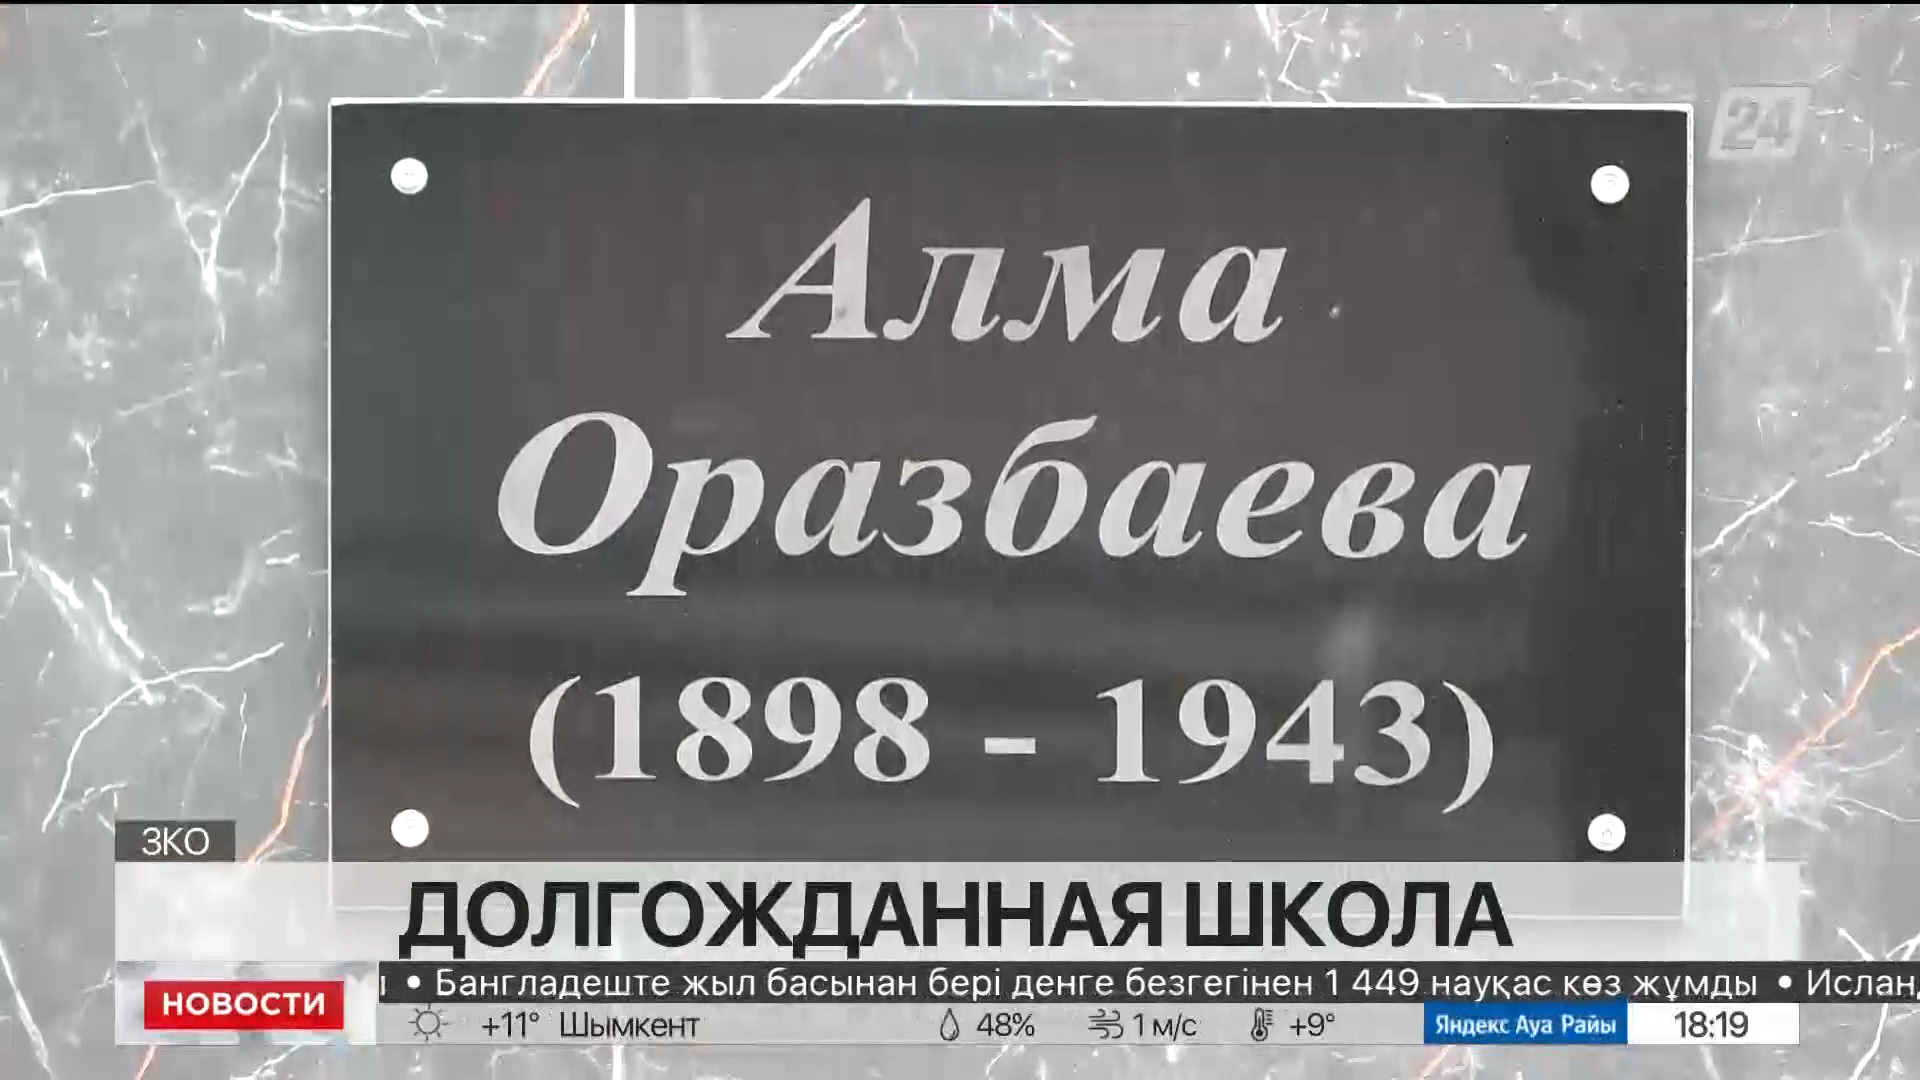 24
Алма
Оразбаева
(1898 - 1943)
ЗКО
ДОЛГОЖДАННАЯ ШКОЛА
НОВОСТИ
• Бангладеште жыл басынан бері денге безгегінен 1 449 науқас көз жұмды • Ислан
+11° Шымкент 48% 1 м/с +9° Яндекс Ауа Райы 18:19